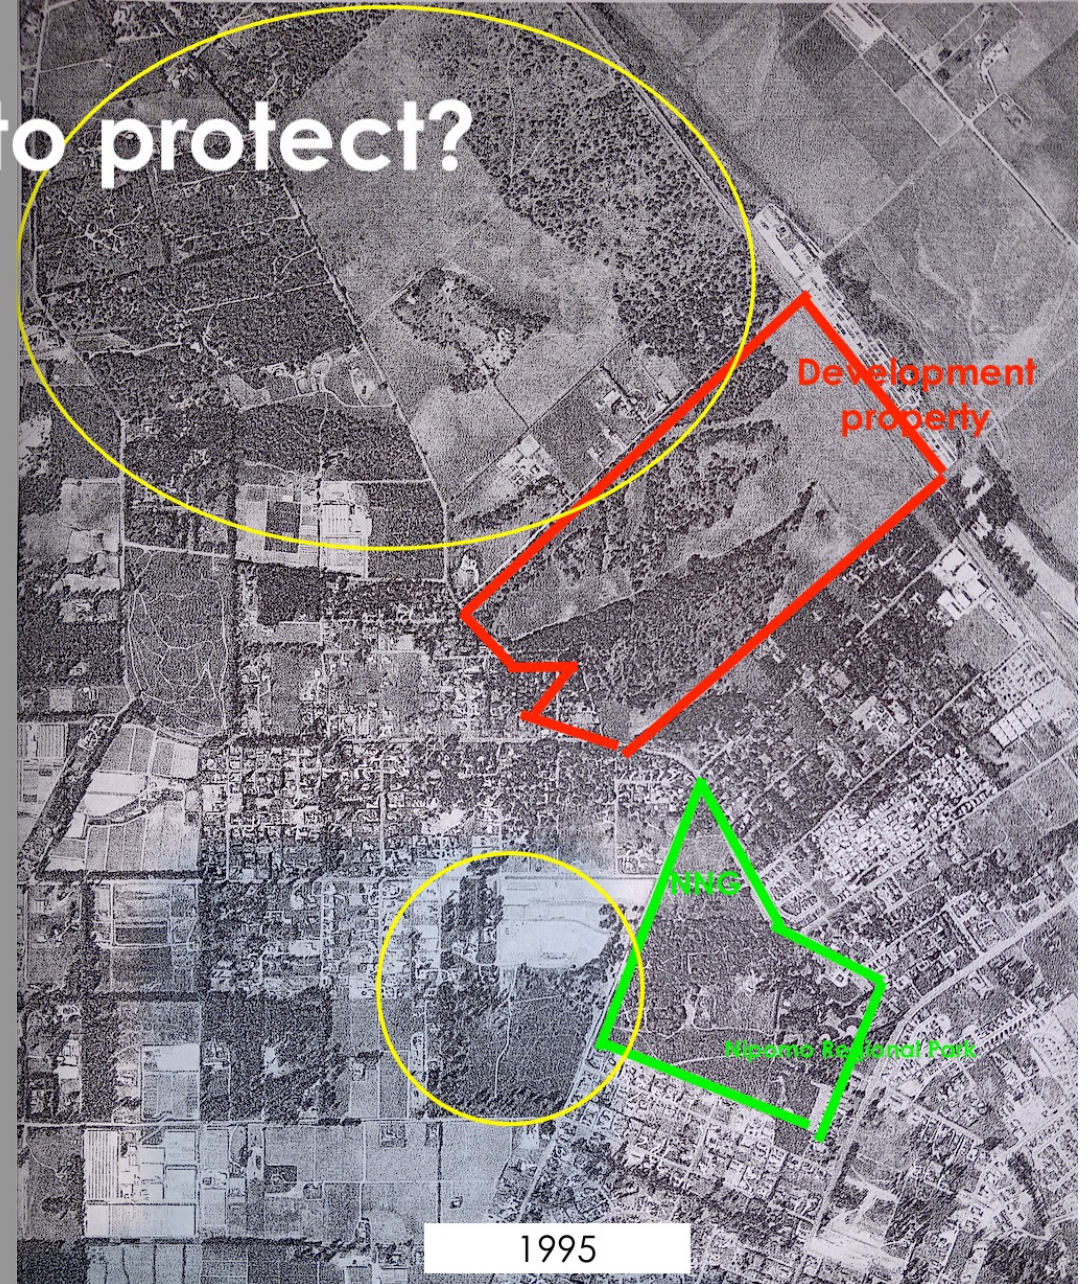 to protect?
Development
property
NNG
Nipomo Regional Park
1995